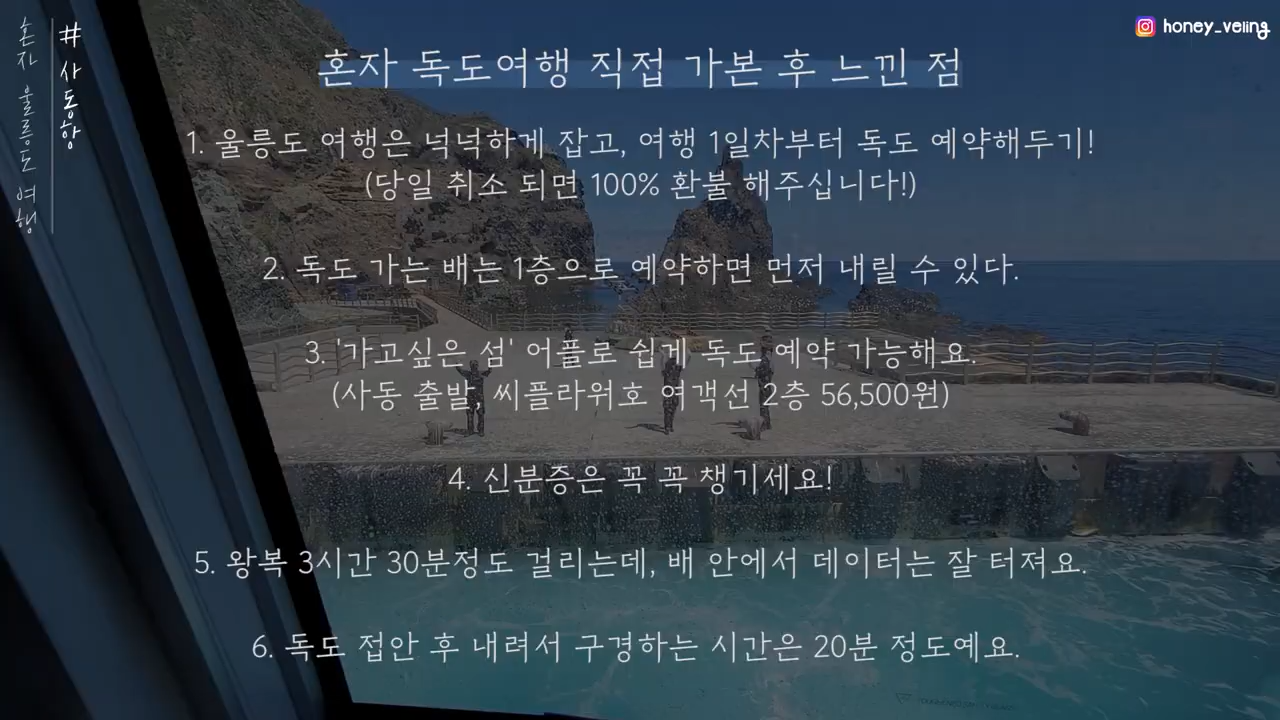 honey_veling
# 사동항
혼자 울릉도 여행
혼자 독도여행 직접 가본 후 느낀 점
1. 울릉도 여행은 넉넉하게 잡고, 여행 1일차부터 독도 예약해두기!
(당일 취소 되면 100% 환불 해주십니다!)
2. 독도 가는 배는 1층으로 예약하면 먼저 내릴 수 있다.
3. '가고싶은 섬' 어플로 쉽게 독도 예약 가능해요.
(사동 출발, 씨플라워호 여객선 2층 56,500원)
4. 신분증은 꼭 꼭 챙기세요!
5. 왕복 3시간 30분정도 걸리는데, 배 안에서 데이터는 잘 터져요.
6. 독도 접안 후 내려서 구경하는 시간은 20분 정도예요.